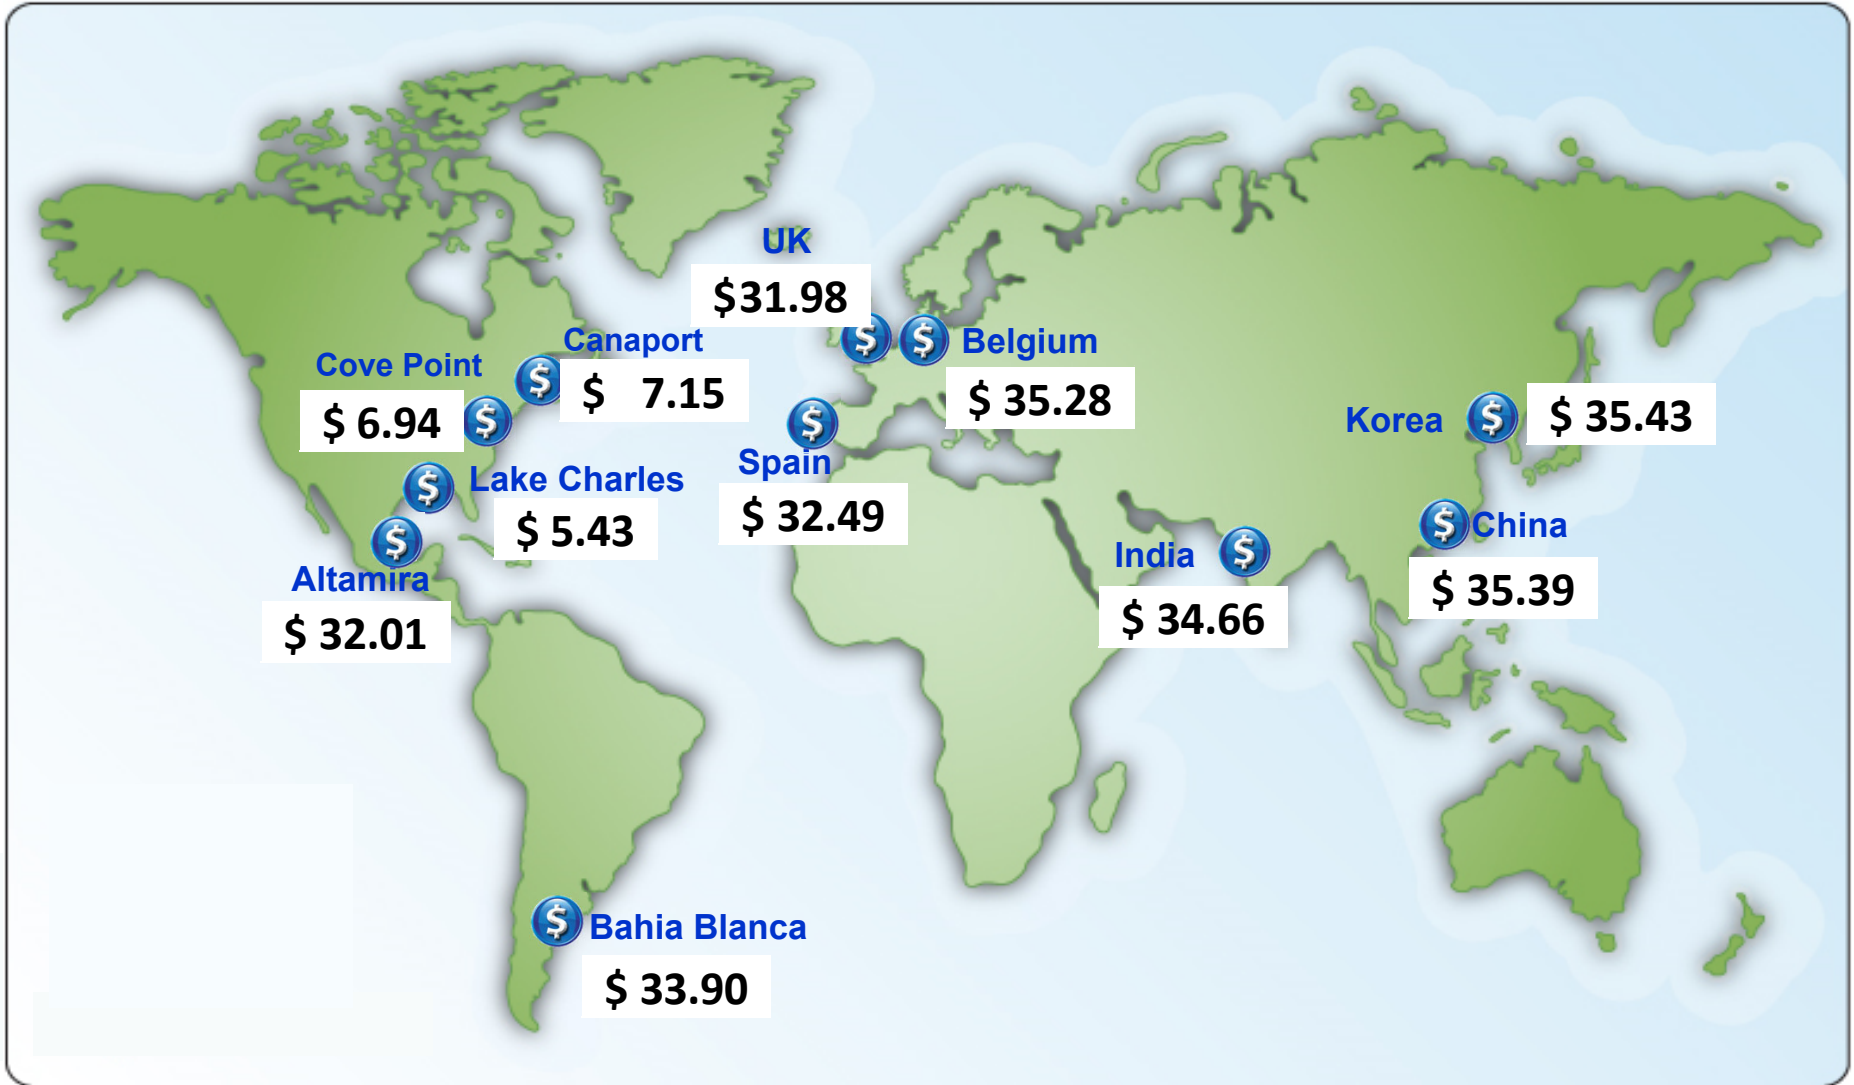 UK
$31.98
Canaport
$ 7.15
Cove Point
$ 6.94
Belgium
$ 35.28
Korea
$ 35.43
Spain
$ 32.49
Lake Charles
$ 5.43
China
$ 35.39
India
$ 34.66
Altamira
$ 32.01
Bahia Blanca
$ 33.90